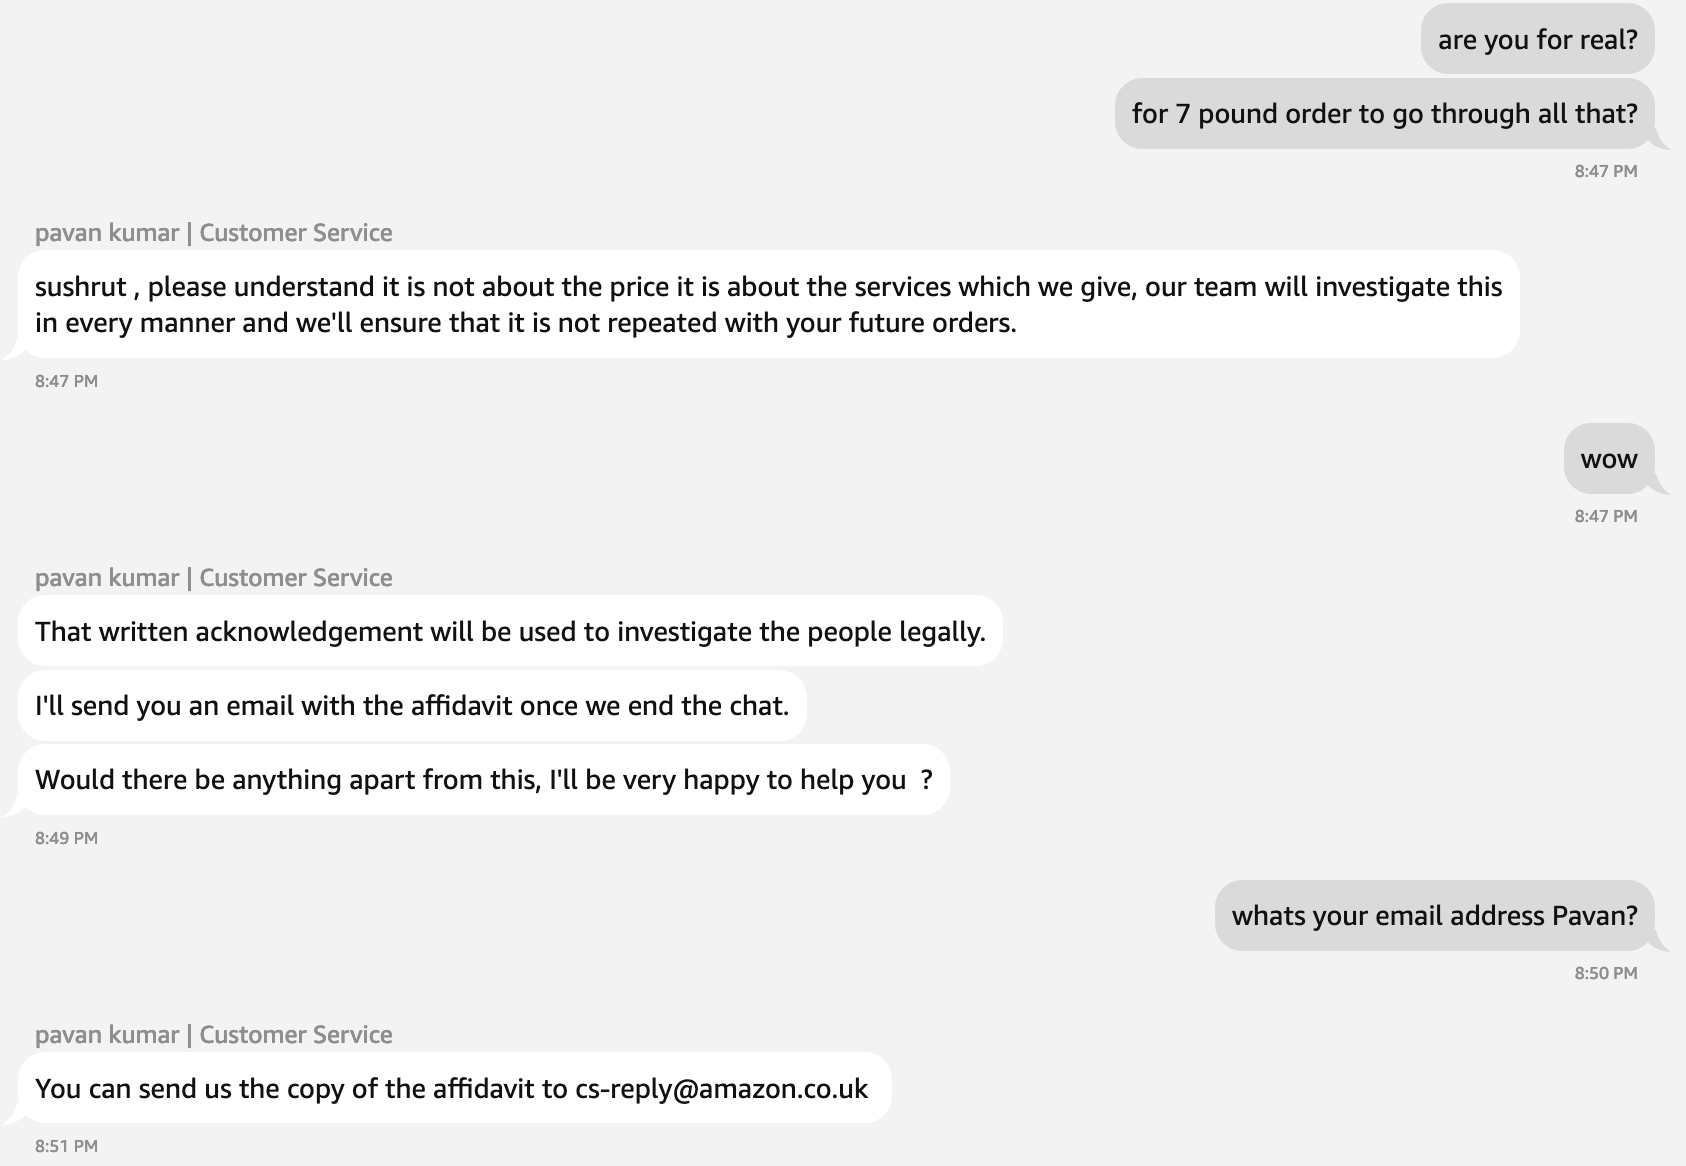 are you for real?
for 7 pound order to go through all that?
8:47 PM
pavan kumar | Customer Service
sushrut , please understand it is not about the price it is about the services which we give, our team will investigate this
in every manner and we'll ensure that it is not repeated with your future orders.
8:47 PM
wow
8:47 PM
pavan kumar | Customer Service
That written acknowledgement will be used to investigate the people legally.
I'll send you an email with the affidavit once we end the chat.
Would there be anything apart from this, I'll be very happy to help you  ?
8:49 PM
whats your email address Pavan?
8:50 PM
pavan kumar | Customer Service
You can send us the copy of the affidavit to cs-reply@amazon.co.uk
8:51 PM